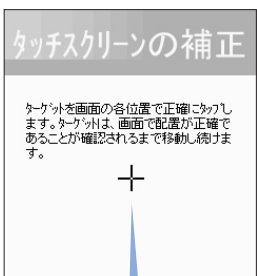 タッチスクリーンの補正
ﾀｰｹﾞｯﾄを画面の各位置で正確にﾀｯﾌﾟし
ます。ﾀｰｹﾞｯﾄは、画面で配置が正確で
あることが確認されるまで移動し続けま
す。